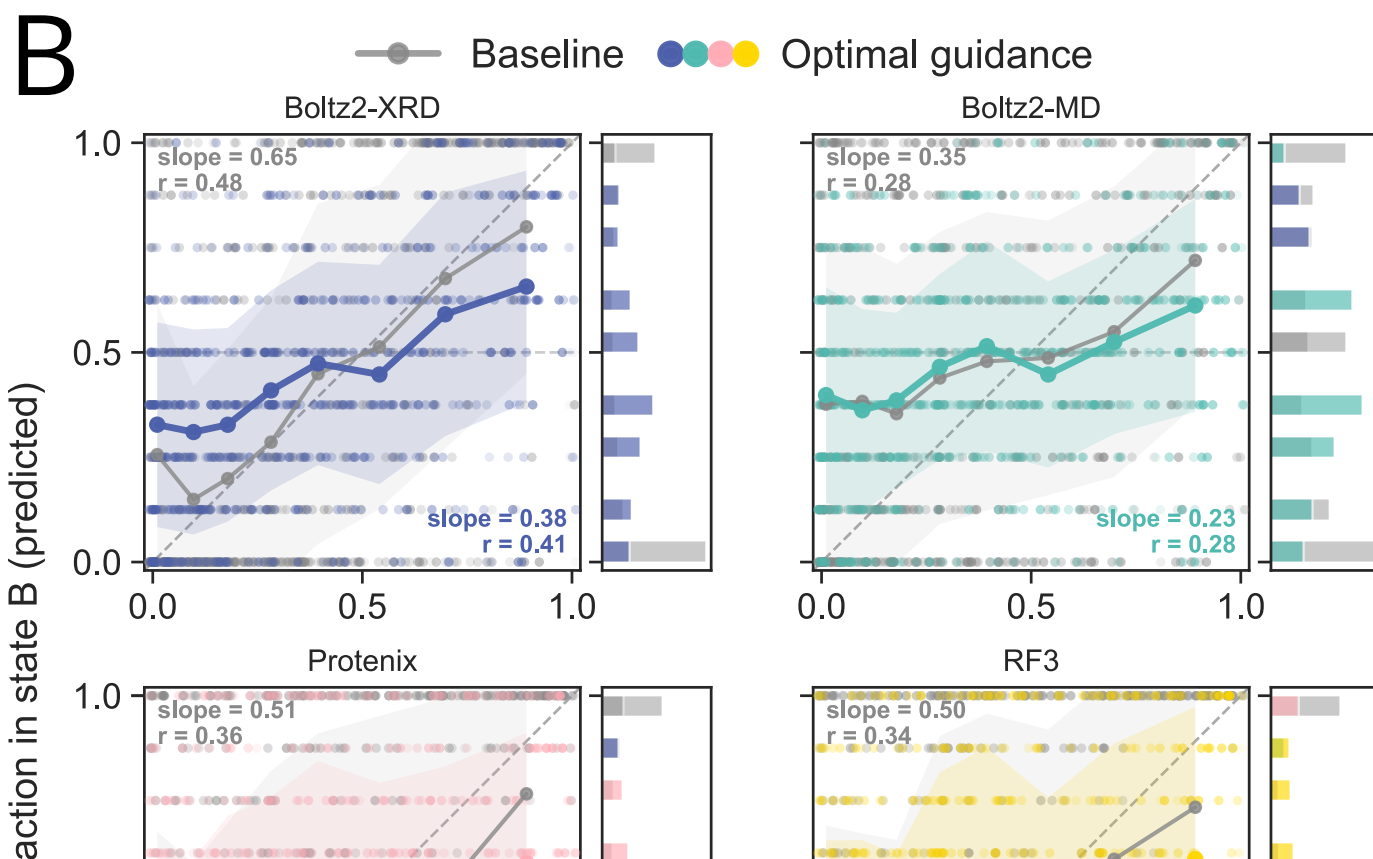 B
Baseline
Optimal guidance
Boltz2-XRD
Boltz2-MD
1.0
slope = 0.65
r = 0.48
slope = 0.35
r = 0.28
0.5
slope = 0.38
r = 0.41
slope = 0.23
r = 0.28
0.0
0.0 0.5 1.0
0.0 0.5 1.0
action in state B (predicted)
Protenix
RF3
1.0
slope = 0.51
r = 0.36
slope = 0.50
r = 0.34